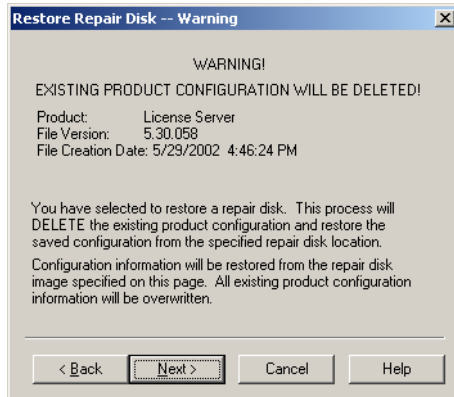 Restore Repair Disk -- Warning
WARNING!
EXISTING PRODUCT CONFIGURATION WILL BE DELETED!
Product: License Server
File Version: 5.30.058
File Creation Date: 5/29/2002 4:46:24 PM
You have selected to restore a repair disk. This process will
DELETE the existing product configuration and restore the
saved configuration from the specified repair disk location.
Configuration information will be restored from the repair disk
image specified on this page. All existing product configuration
information will be overwritten.
< Back Next > Cancel Help